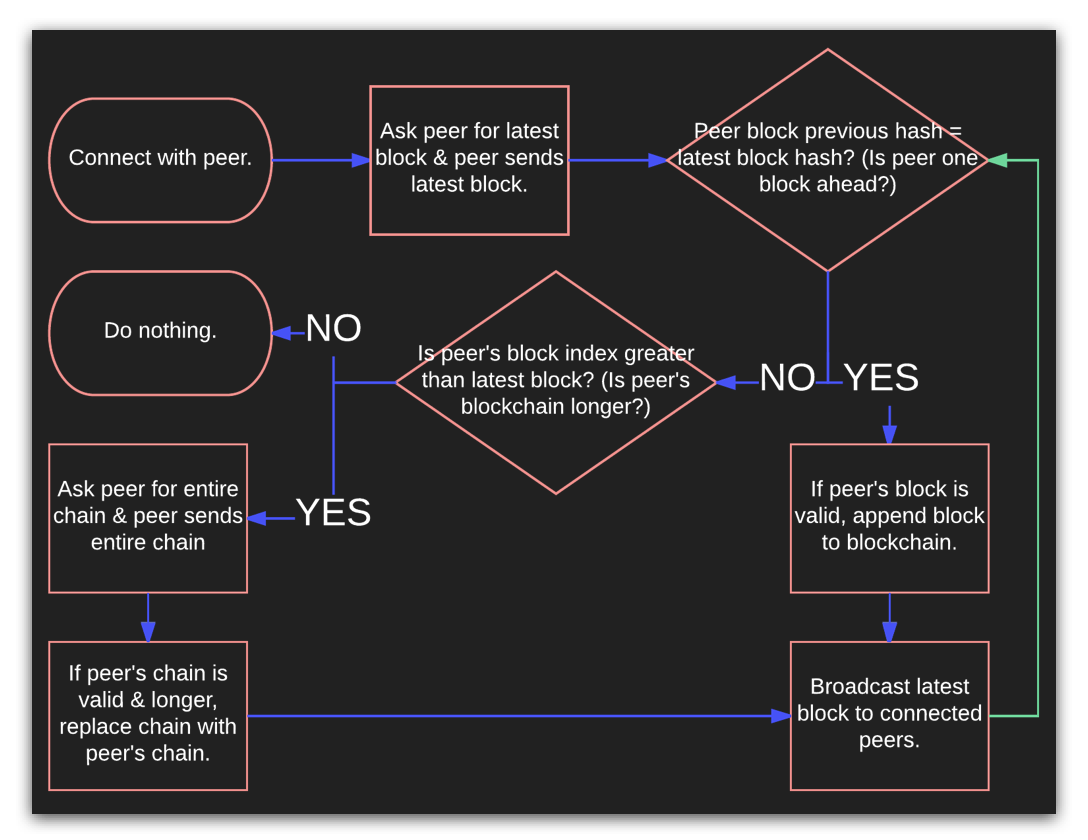 Connect with peer.
Ask peer for latest
block & peer sends
latest block.
Peer block previous hash =
latest block hash? (Is peer one
block ahead?)
Do nothing.
NO
Is peer's block index greater
than latest block? (Is peer's
blockchain longer?)
NO
YES
Ask peer for entire
chain & peer sends
entire chain
YES
If peer's block is
valid, append block
to blockchain.
If peer's chain is
valid & longer,
replace chain with
peer's chain.
Broadcast latest
block to connected
peers.